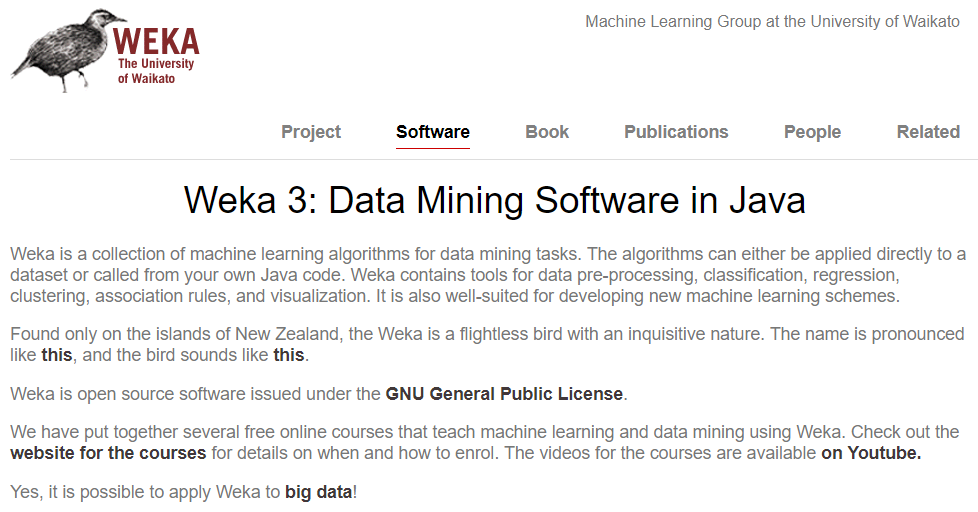 WEKA
The University
of Waikato
Machine Learning Group at the University of Waikato
Project Software Book Publications People Related
Weka 3: Data Mining Software in Java
Weka is a collection of machine learning algorithms for data mining tasks. The algorithms can either be applied directly to a
dataset or called from your own Java code. Weka contains tools for data pre-processing, classification, regression,
clustering, association rules, and visualization. It is also well-suited for developing new machine learning schemes.
Found only on the islands of New Zealand, the Weka is a flightless bird with an inquisitive nature. The name is pronounced
like this, and the bird sounds like this.
Weka is open source software issued under the GNU General Public License.
We have put together several free online courses that teach machine learning and data mining using Weka. Check out the
website for the courses for details on when and how to enrol. The videos for the courses are available on Youtube.
Yes, it is possible to apply Weka to big data!